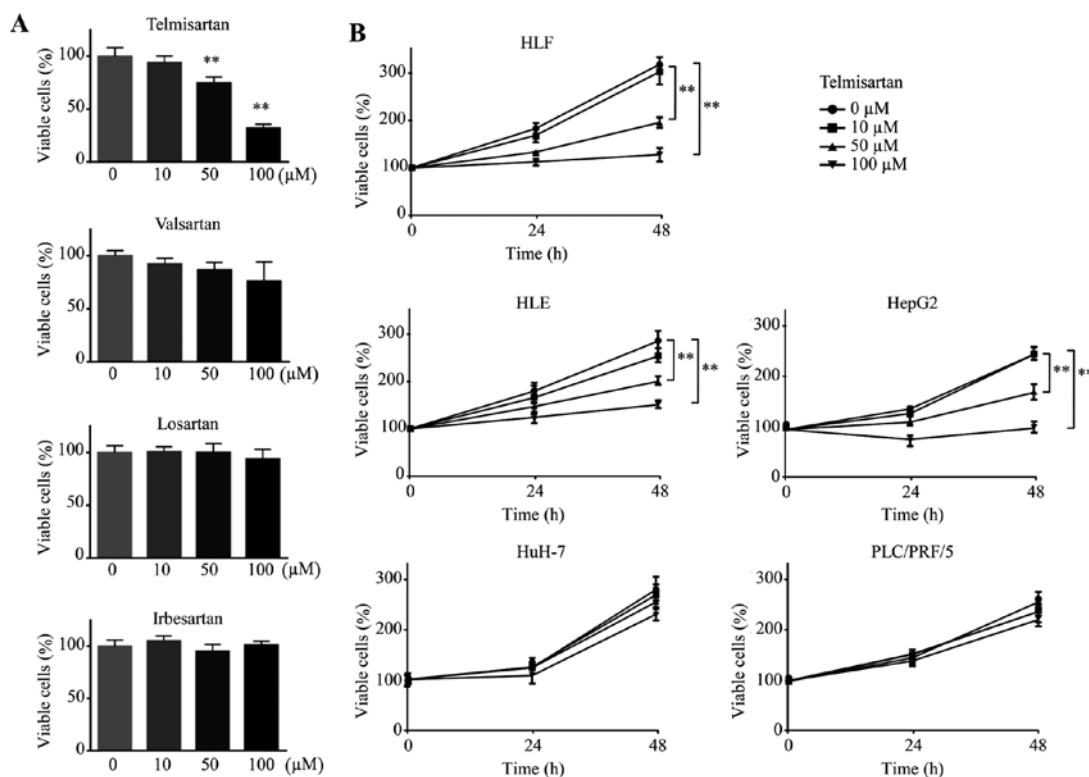 A
Telmisartan
Viable cells (%)
100
50
0
** **
0 10 50 100 (µM)
Valsartan
Viable cells (%)
100
50
0
0 10 50 100 (µM)
Losartan
Viable cells (%)
100
50
0
0 10 50 100 (µM)
Irbesartan
Viable cells (%)
100
50
0
0 10 50 100 (µM)
B
HLF
Viable cells (%)
300
200
100
0
** **
0 24 48
Time (h)
Telmisartan
0 µM
10 µM
50 µM
100 µM
HLE
Viable cells (%)
300
200
100
0
** **
0 24 48
Time (h)
HepG2
Viable cells (%)
300
200
100
0
** **
0 24 48
Time (h)
HuH-7
Viable cells (%)
300
200
100
0
0 24 48
Time (h)
PLC/PRF/5
Viable cells (%)
300
200
100
0
0 24 48
Time (h)